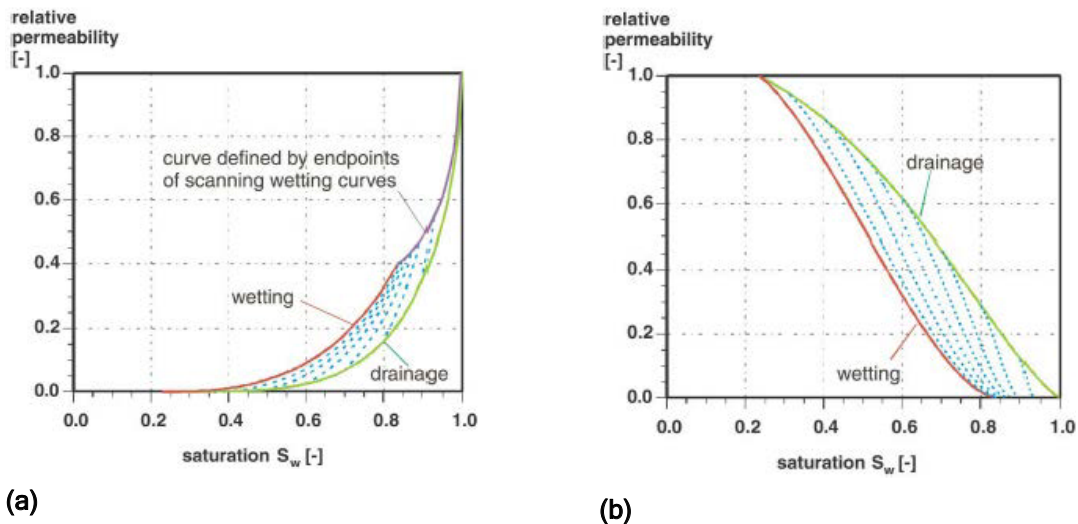 relative
permeability
[-]
1.0
0.8
0.6
0.4
0.2
0.0
curve defined by endpoints
of scanning wetting curves
wetting
drainage
0.0 0.2 0.4 0.6 0.8 1.0
saturation Sw [-]
(a)
relative
permeability
[-]
1.0
0.8
0.6
0.4
0.2
0.0
drainage
wetting
0.0 0.2 0.4 0.6 0.8 1.0
saturation Sw [-]
(b)